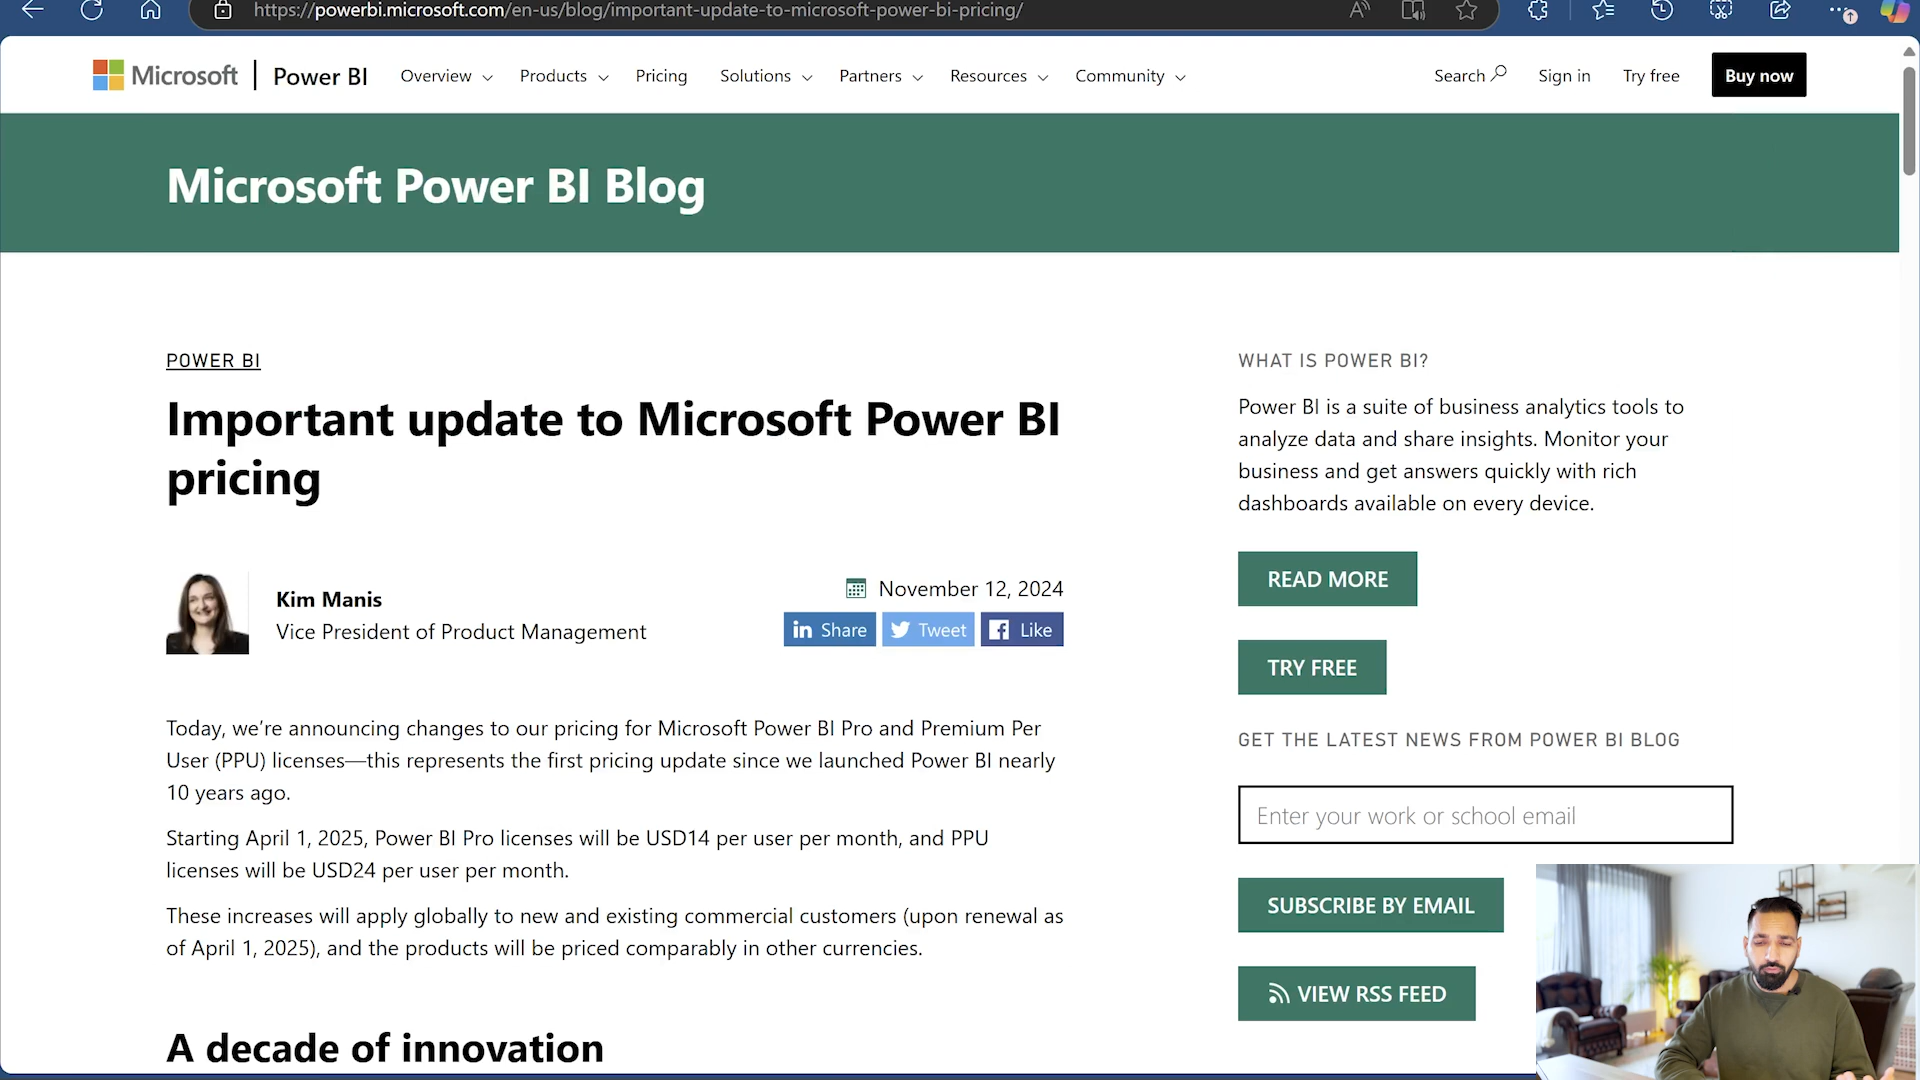 https://powerbi.microsoft.com/en-us/blog/important-update-to-microsoft-power-bi-pricing/
Microsoft
Power BI
Overview
Products
Pricing
Solutions
Partners
Resources
Community
Search
Sign in
Try free
Buy now
Microsoft Power BI Blog
POWER BI
Important update to Microsoft Power BI
pricing
Kim Manis
Vice President of Product Management
November 12, 2024
in Share
Tweet
Like
Today, we’re announcing changes to our pricing for Microsoft Power BI Pro and Premium Per
User (PPU) licenses—this represents the first pricing update since we launched Power BI nearly
10 years ago.
Starting April 1, 2025, Power BI Pro licenses will be USD14 per user per month, and PPU
licenses will be USD24 per user per month.
These increases will apply globally to new and existing commercial customers (upon renewal as
of April 1, 2025), and the products will be priced comparably in other currencies.
A decade of innovation
WHAT IS POWER BI?
Power BI is a suite of business analytics tools to
analyze data and share insights. Monitor your
business and get answers quickly with rich
dashboards available on every device.
READ MORE
TRY FREE
GET THE LATEST NEWS FROM POWER BI BLOG
Enter your work or school email
SUBSCRIBE BY EMAIL
VIEW RSS FEED